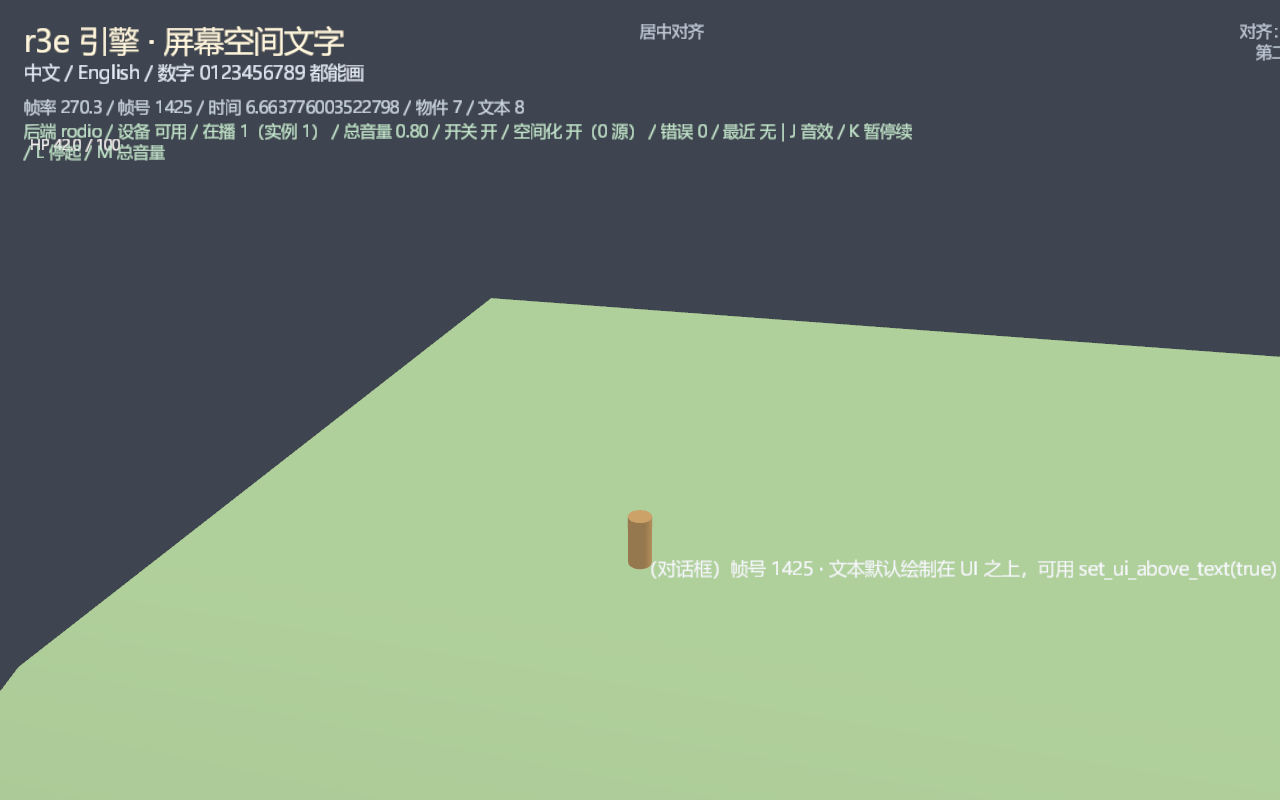 r3e 引擎 · 屏幕空间文字
居中对齐
对齐:
第二
中文 / English / 数字 0123456789 都能画
帧率 270.3 / 帧号 1425 / 时间 6.663776003522798 / 物件 7 / 文本 8
后端 rodio / 设备 可用 / 在播 1（实例 1） / 总音量 0.80 / 开关 开 / 空间化 开（0 源） / 错误 0 / 最近 无 | J 音效 / K 暂停续
HP 420 / 100
/ L 停起 / M 总音量
（对话框）帧号 1425 · 文本默认绘制在 UI 之上，可用 set_ui_above_text(true)